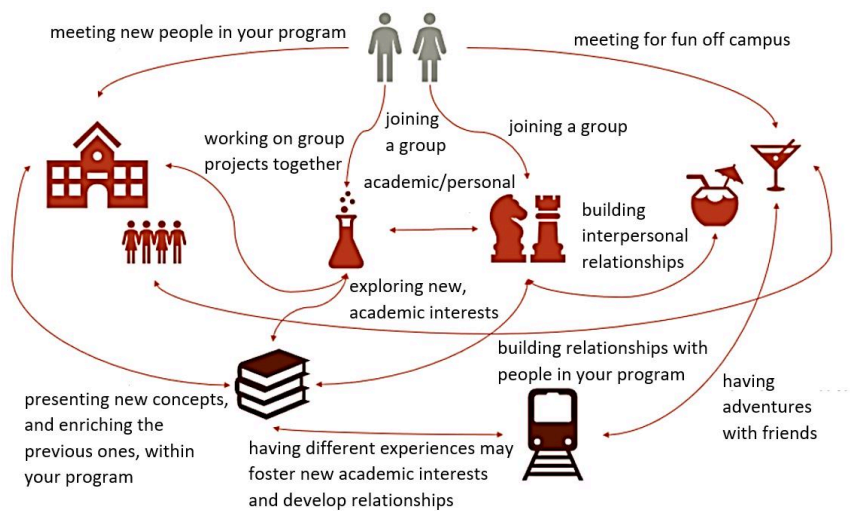 meeting new people in your program
meeting for fun off campus
working on group
projects together
joining
a group
joining a group
academic/personal
building
interpersonal
relationships
exploring new,
academic interests
building relationships with
people in your program
having
adventures
with friends
presenting new concepts,
and enriching the
previous ones, within
your program
having different experiences may
foster new academic interests
and develop relationships